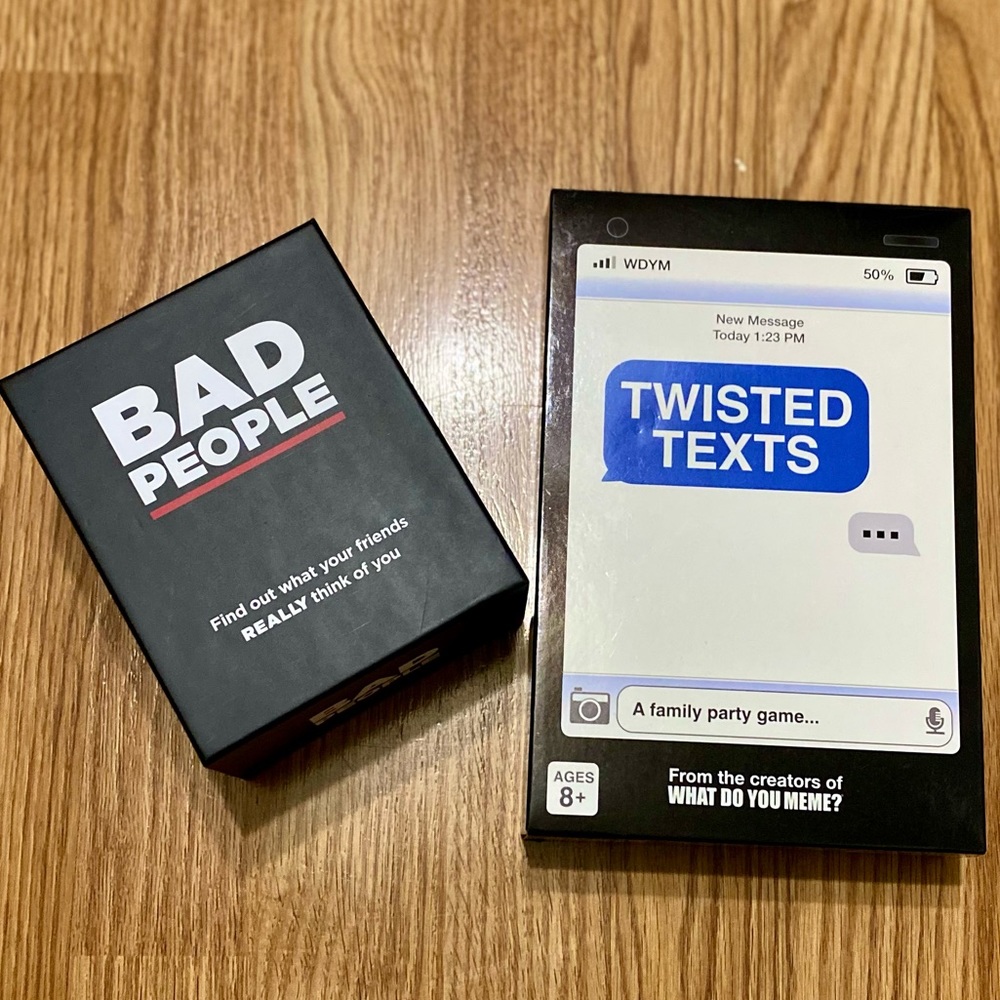 BAD
PEOPLE
Find out what your friends
REALLY think of you
BAD
WDYM
50%
New Message
Today 1:23 PM
TWISTED
TEXTS
...
A family party game...
AGES
8+
From the creators of
WHAT DO YOU MEME?